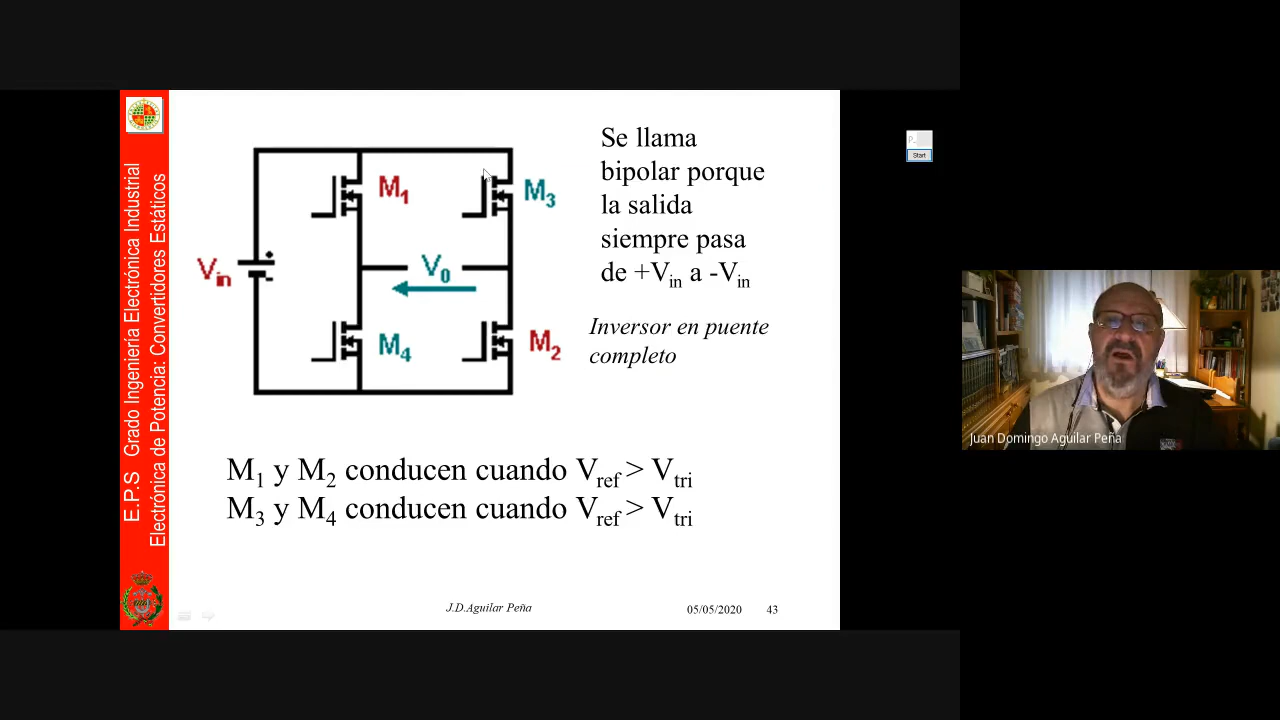 E.P.S Grado Ingeniería Electrónica Industrial
Electrónica de Potencia: Convertidores Estáticos
Se llama
bipolar porque
la salida
siempre pasa
de +Vin a -Vin
Inversor en puente
completo
M1
M3
Vin
V0
M4
M2
M1 y M2 conducen cuando Vref > Vtri
M3 y M4 conducen cuando Vref > Vtri
J.D.Aguilar Peña
05/05/2020 43
Start
Juan Domingo Aguilar Peña